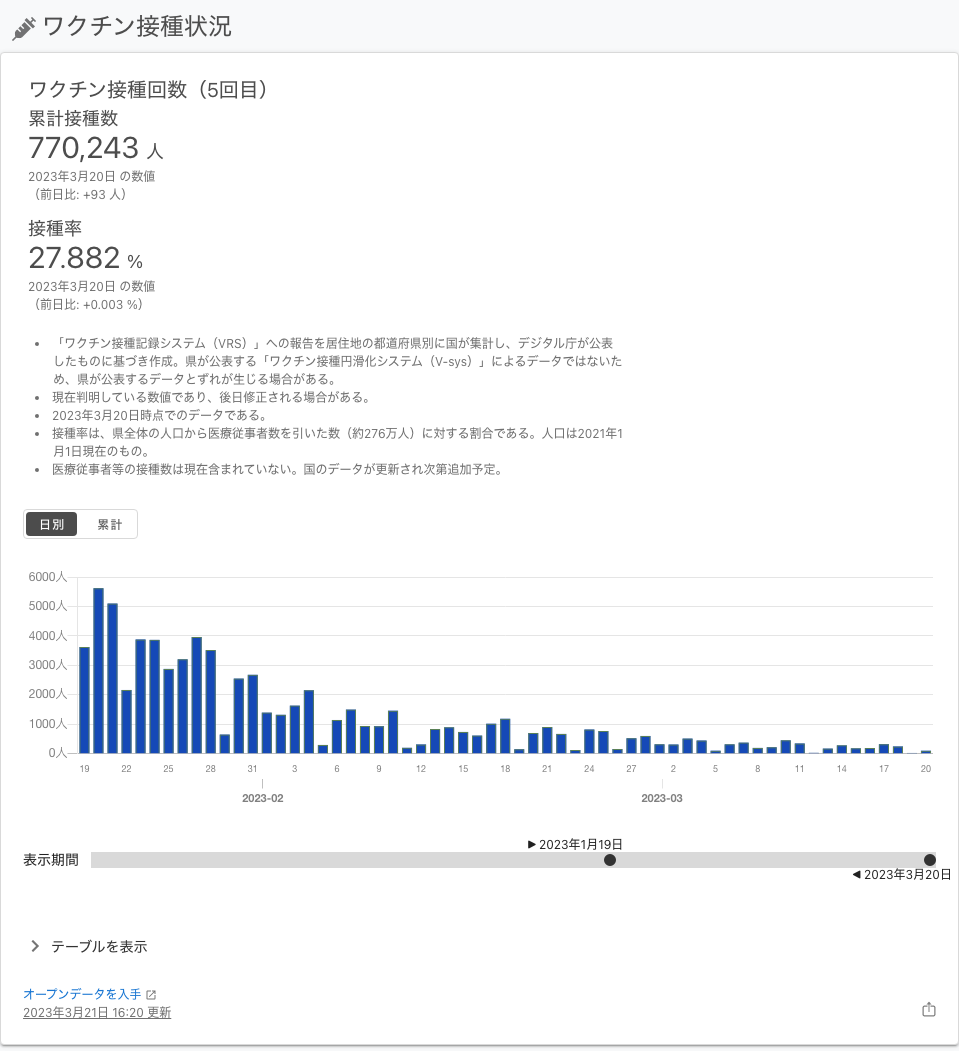 ワクチン接種状況
ワクチン接種回数（5回目）
累計接種数
770,243 人
2023年3月20日 の数値
（前日比: +93 人）
接種率
27.882 %
2023年3月20日 の数値
（前日比: +0.003 %）
• 「ワクチン接種記録システム（VRS）」への報告を居住地の都道府県別に国が集計し、デジタル庁が公表
したものに基づき作成。県が公表する「ワクチン接種円滑化システム（V-sys）」によるデータではないた
め、県が公表するデータとずれが生じる場合がある。
• 現在判明している数値であり、後日修正される場合がある。
• 2023年3月20日時点でのデータである。
• 接種率は、県全体の人口から医療従事者数を引いた数（約276万人）に対する割合である。人口は2021年1
月1日現在のもの。
• 医療従事者等の接種数は現在含まれていない。国のデータが更新され次第追加予定。
日別 累計
6000人
5000人
4000人
3000人
2000人
1000人
0人
19 22 25 28 31 3 6 9 12 15 18 21 24 27 2 5 8 11 14 17 20
2023-02 2023-03
▶ 2023年1月19日
表示期間
◀ 2023年3月20日
テーブルを表示
オープンデータを入手
2023年3月21日 16:20 更新